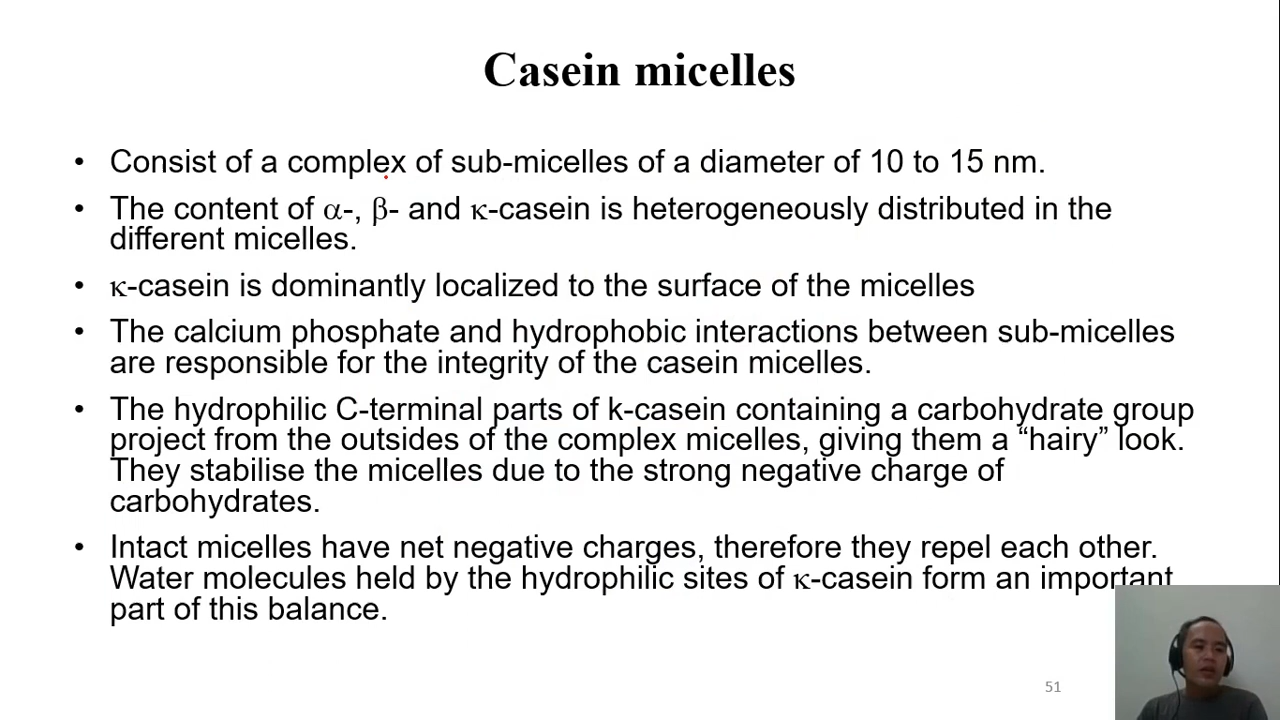 Casein micelles
• Consist of a complex of sub-micelles of a diameter of 10 to 15 nm.
• The content of α-, β- and κ-casein is heterogeneously distributed in the
different micelles.
• κ-casein is dominantly localized to the surface of the micelles
• The calcium phosphate and hydrophobic interactions between sub-micelles
are responsible for the integrity of the casein micelles.
• The hydrophilic C-terminal parts of k-casein containing a carbohydrate group
project from the outsides of the complex micelles, giving them a “hairy” look.
They stabilise the micelles due to the strong negative charge of
carbohydrates.
• Intact micelles have net negative charges, therefore they repel each other.
Water molecules held by the hydrophilic sites of κ-casein form an important
part of this balance.
51